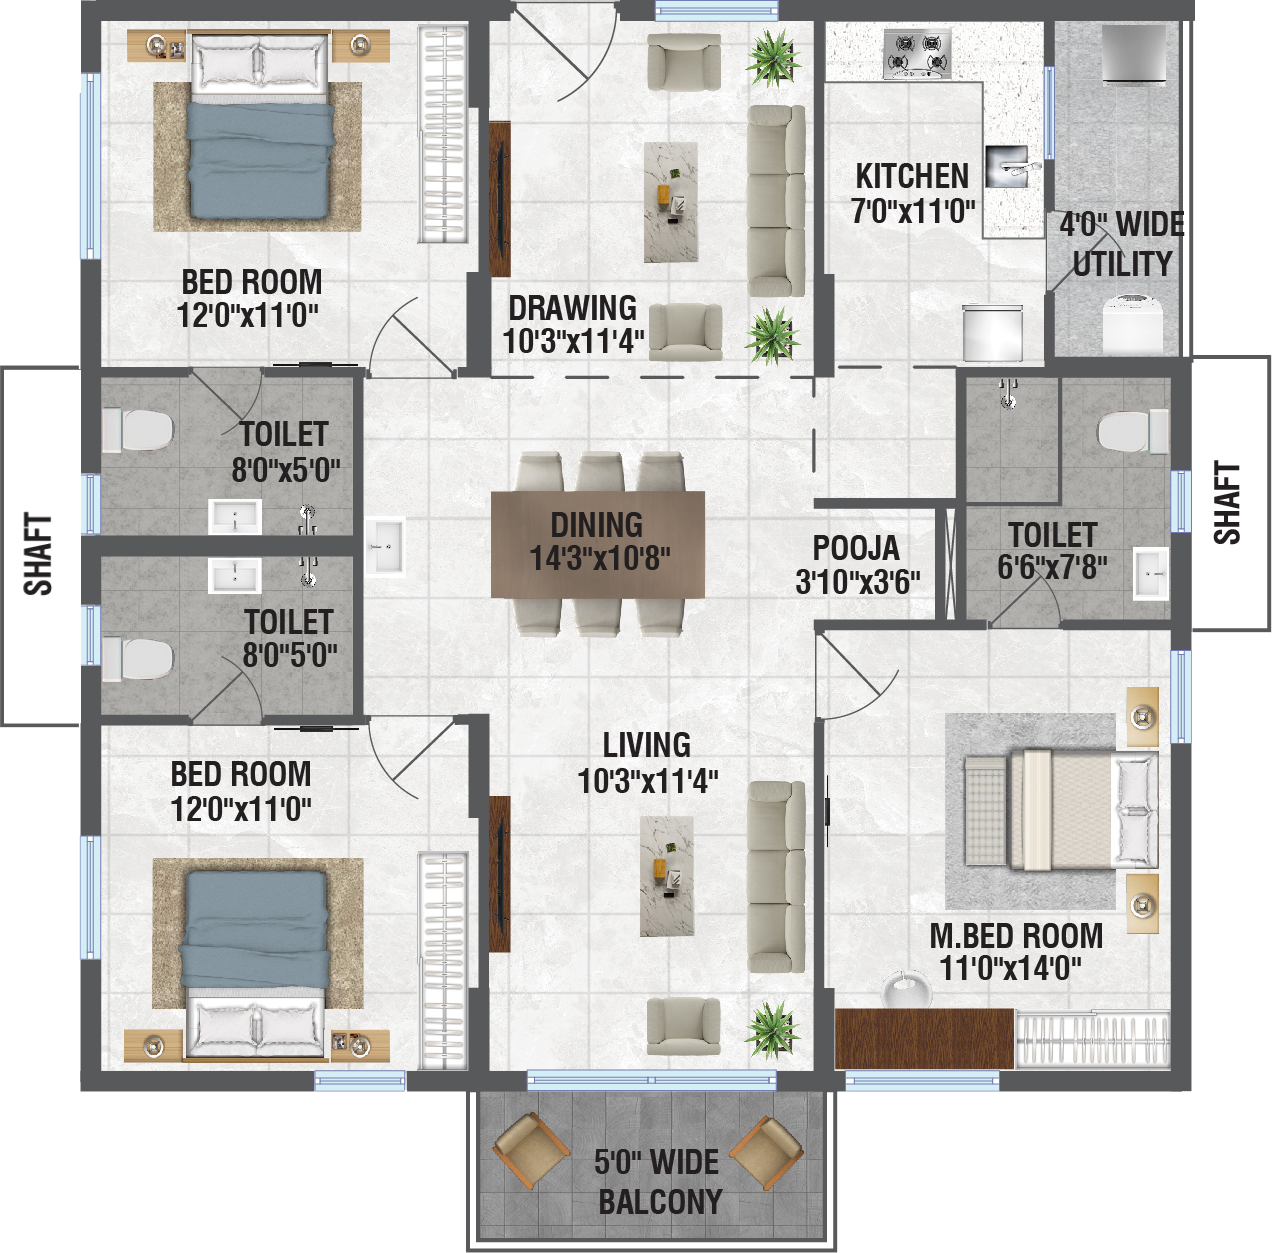 KITCHEN
7'0"x11'0"
4'0" WIDE
UTILITY
BED ROOM
12'0"x11'0"
DRAWING
10'3"x11'4"
TOILET
8'0"x5'0"
SHAFT
DINING
14'3"x10'8"
POOJA
3'10"x3'6"
TOILET
6'6"x7'8"
SHAFT
TOILET
8'0"5'0"
LIVING
10'3"x11'4"
BED ROOM
12'0"x11'0"
M.BED ROOM
11'0"x14'0"
5'0" WIDE
BALCONY